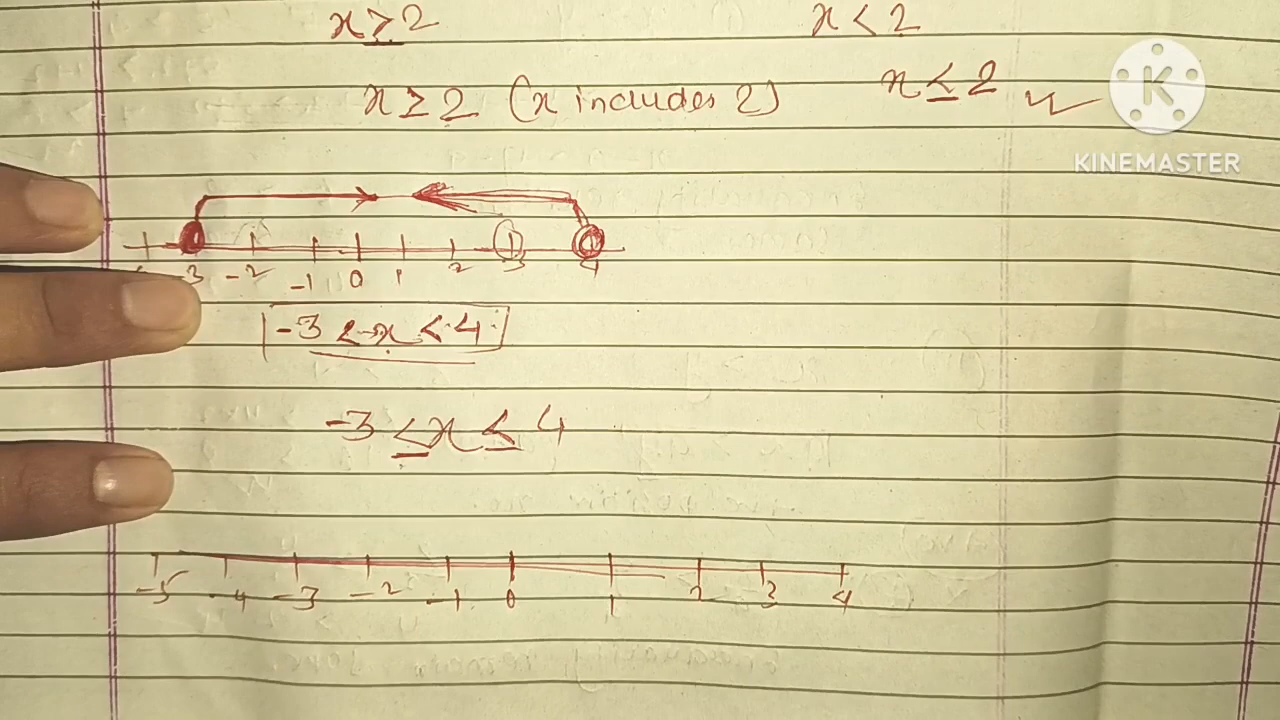 x ≥ 2 x < 2
x ≥ 2 (x includes 2) x ≤ 2
K
KINEMASTER
-3 -2 -1 0 1 2 3 4
-3 < x < 4
-3 ≤ x ≤ 4
-5 -4 -3 -2 -1 0 1 2 3 4